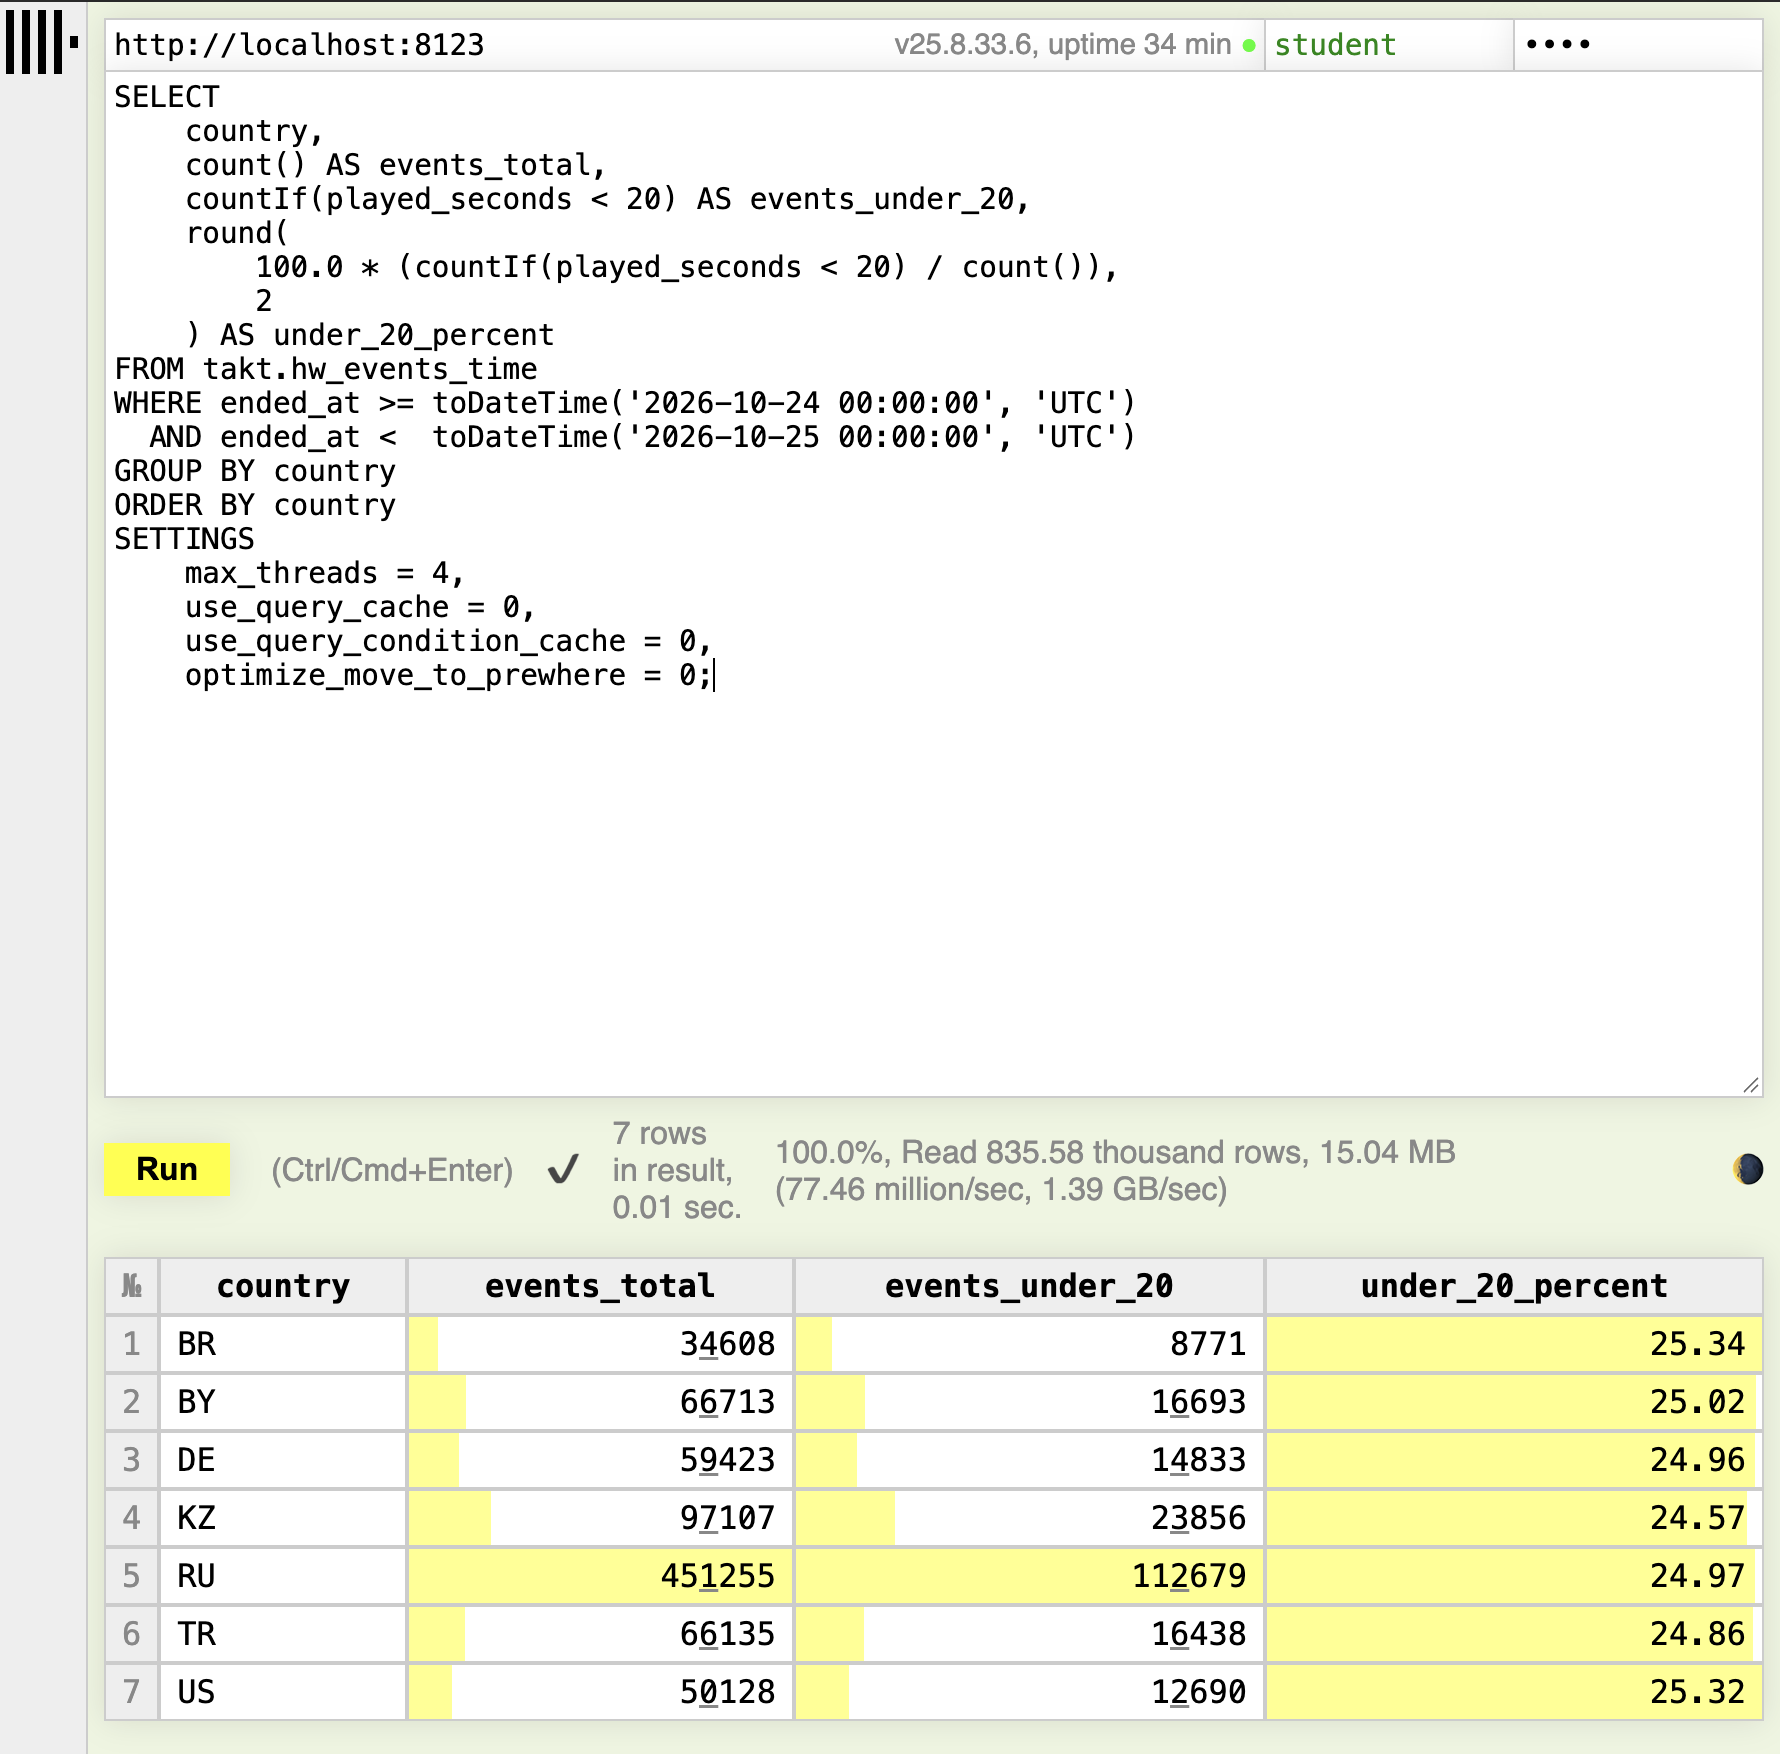 http://localhost:8123 v25.8.33.6, uptime 34 min student ••••
SELECT
    country,
    count() AS events_total,
    countIf(played_seconds < 20) AS events_under_20,
    round(
        100.0 * (countIf(played_seconds < 20) / count()),
        2
    ) AS under_20_percent
FROM takt.hw_events_time
WHERE ended_at >= toDateTime('2026-10-24 00:00:00', 'UTC')
  AND ended_at <  toDateTime('2026-10-25 00:00:00', 'UTC')
GROUP BY country
ORDER BY country
SETTINGS
    max_threads = 4,
    use_query_cache = 0,
    use_query_condition_cache = 0,
    optimize_move_to_prewhere = 0;
Run (Ctrl/Cmd+Enter) ✔
7 rows
in result,
0.01 sec.
100.0%, Read 835.58 thousand rows, 15.04 MB
(77.46 million/sec, 1.39 GB/sec)
№ country events_total events_under_20 under_20_percent
1 BR 34608 8771 25.34
2 BY 66713 16693 25.02
3 DE 59423 14833 24.96
4 KZ 97107 23856 24.57
5 RU 451255 112679 24.97
6 TR 66135 16438 24.86
7 US 50128 12690 25.32